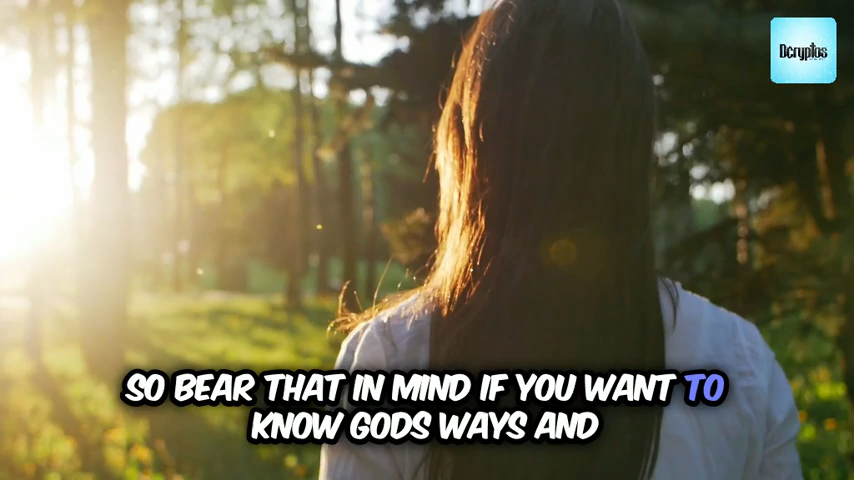 Dcryptos
SO BEAR THAT IN MIND IF YOU WANT TO
KNOW GODS WAYS AND